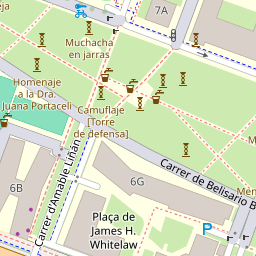 eja
7A
Muchacha
en jarras
Homenaje
a la Dra.
Juana Portaceli
Camuflaje
[Torre
de defensa]
Carrer d'Amable Liñán
Carrer de Belisario B
6B
6G
Plaça de
James H.
Whitelaw
P